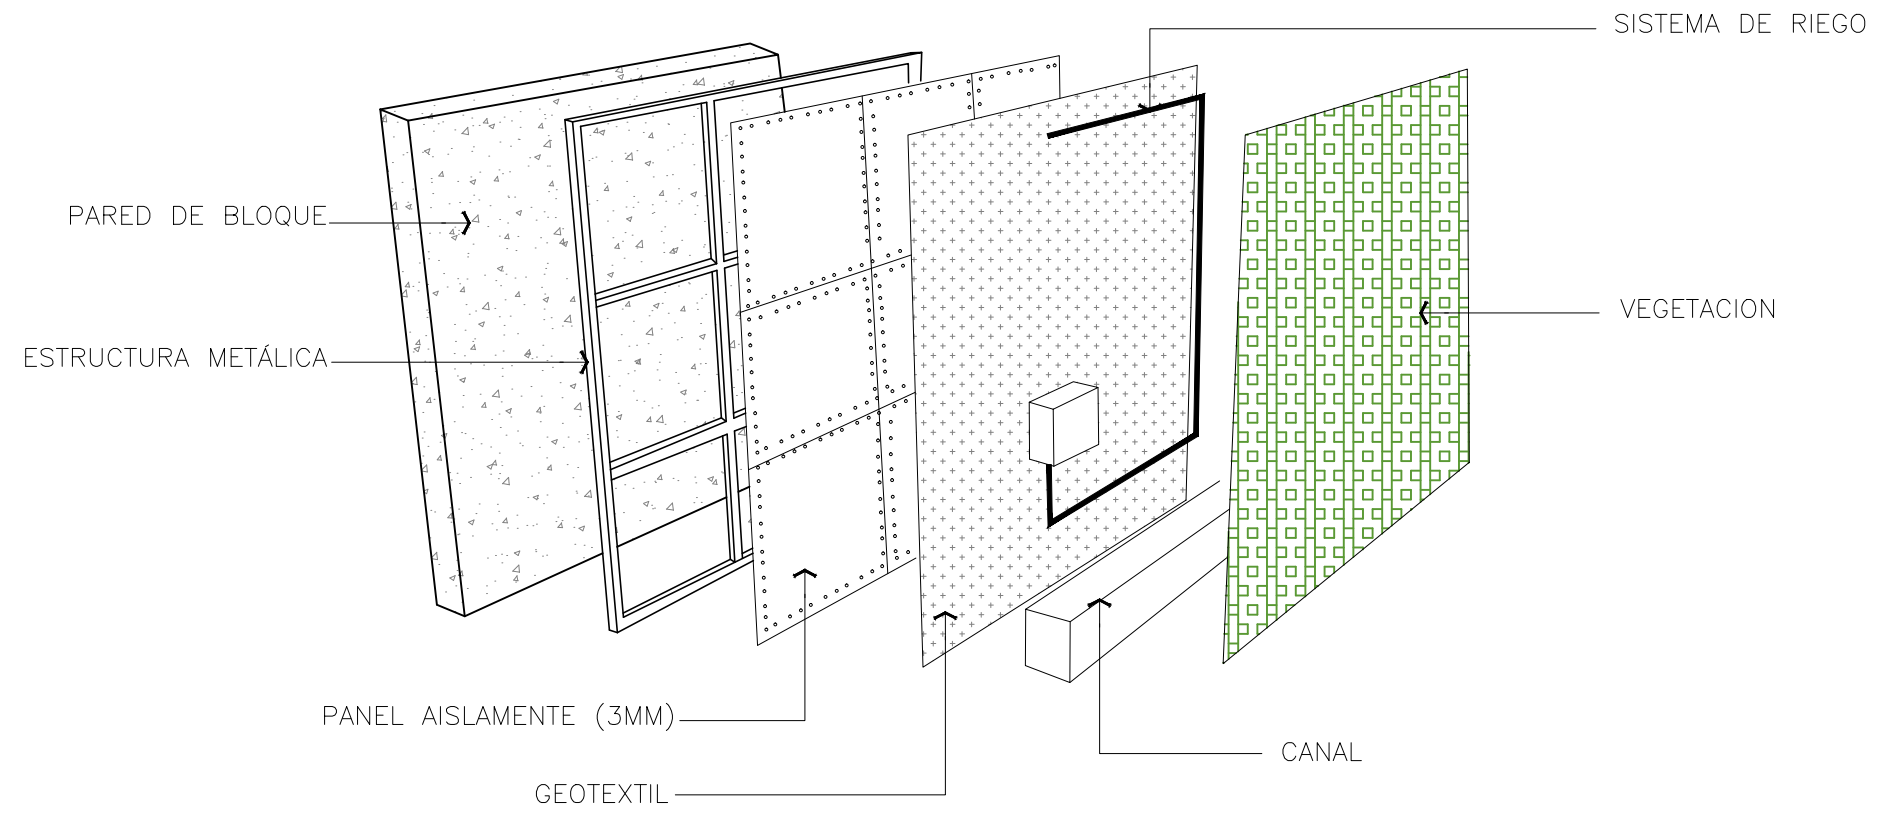 SISTEMA DE RIEGO
PARED DE BLOQUE
VEGETACION
ESTRUCTURA METÁLICA
PANEL AISLAMENTE (3MM)
CANAL
GEOTEXTIL